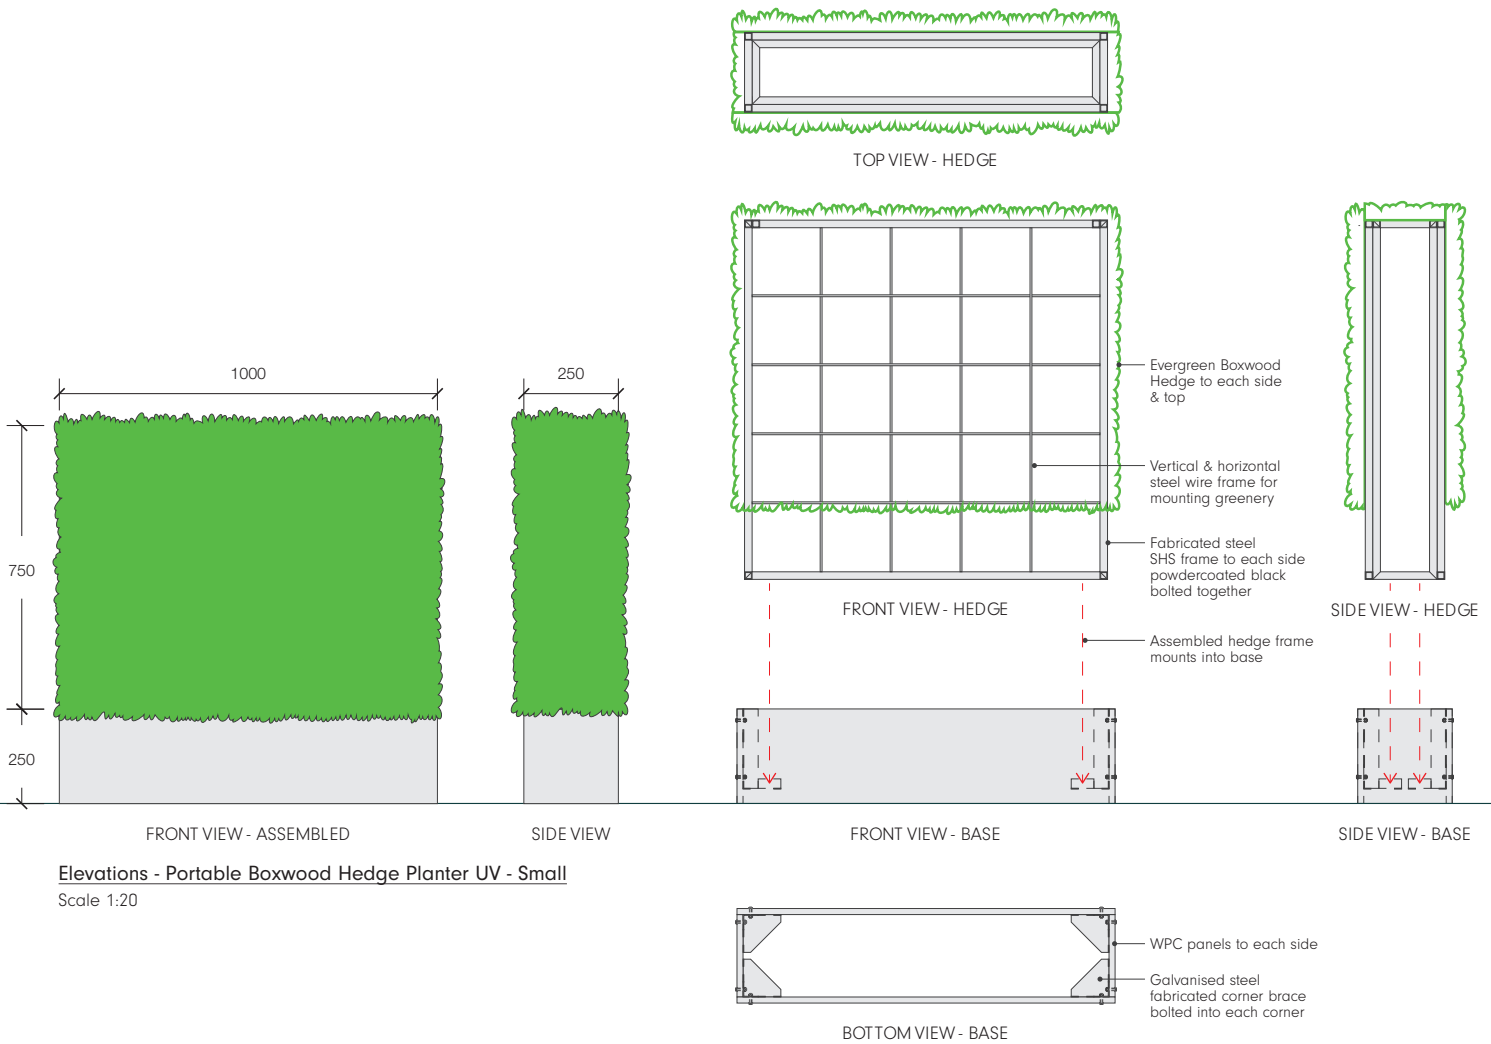 TOP VIEW - HEDGE
1000
250
750
250
Evergreen Boxwood
Hedge to each side
& top
Vertical & horizontal
steel wire frame for
mounting greenery
Fabricated steel
SHS frame to each side
powdercoated black
bolted together
FRONT VIEW - HEDGE
SIDE VIEW - HEDGE
Assembled hedge frame
mounts into base
FRONT VIEW - ASSEMBLED
SIDE VIEW
FRONT VIEW - BASE
SIDE VIEW - BASE
Elevations - Portable Boxwood Hedge Planter UV - Small
Scale 1:20
WPC panels to each side
Galvanised steel
fabricated corner brace
bolted into each corner
BOTTOM VIEW - BASE